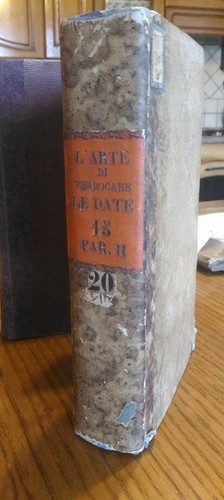 L'ARTE
DI
VERIFICARE
LE DATE
15
PAR. II
20